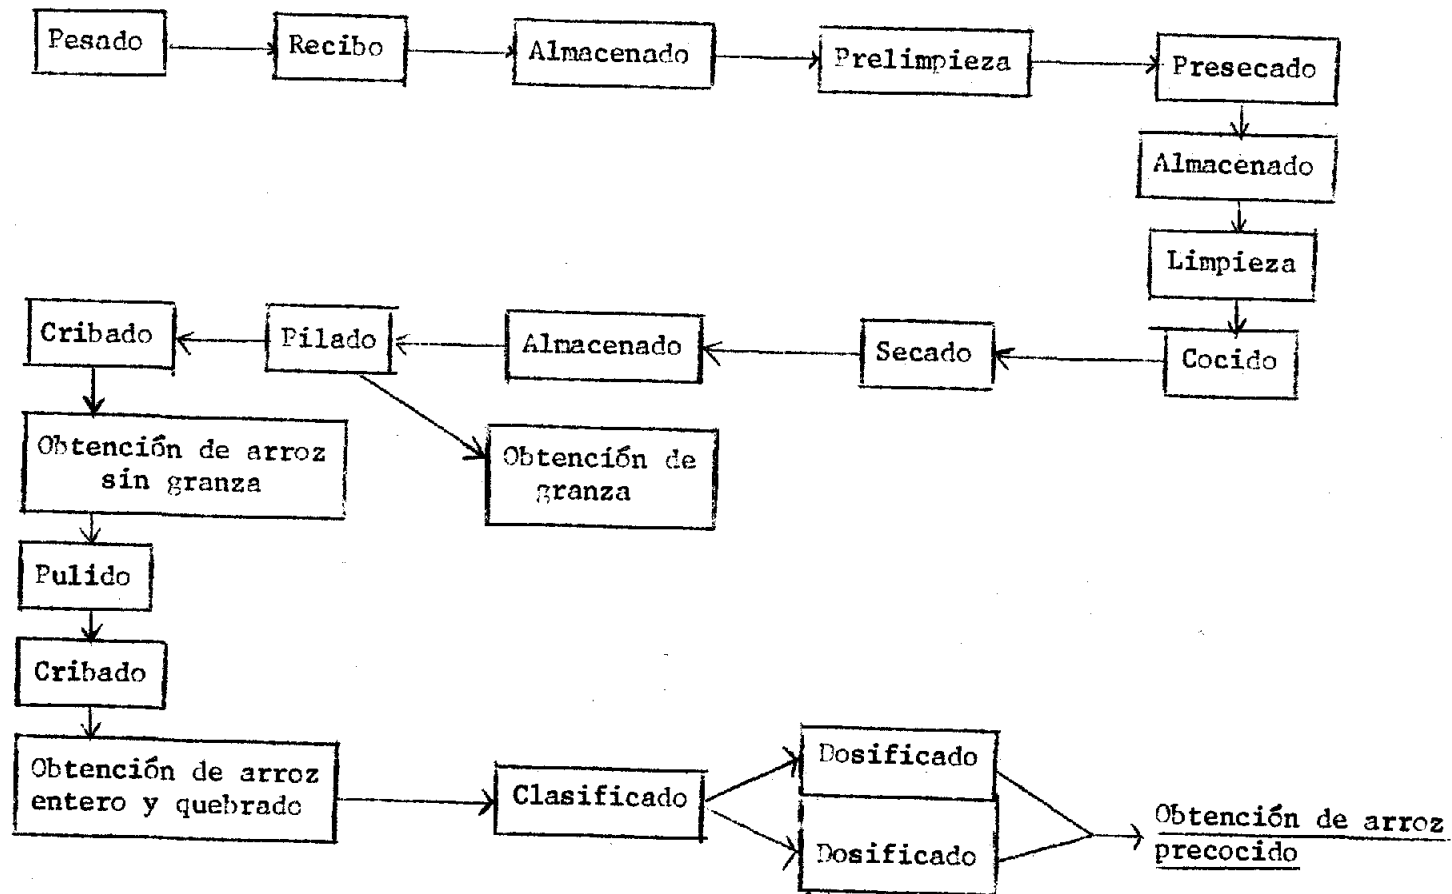 Pesado
Recibo
Almacenado
Prelimpieza
Presecado
Almacenado
Limpieza
Cocido
Secado
Almacenado
Pilado
Cribado
Obtención de arroz
sin granza
Obtención de
granza
Pulido
Cribado
Obtención de arroz
entero y quebrado
Clasificado
Dosificado
Dosificado
Obtención de arroz
precocido